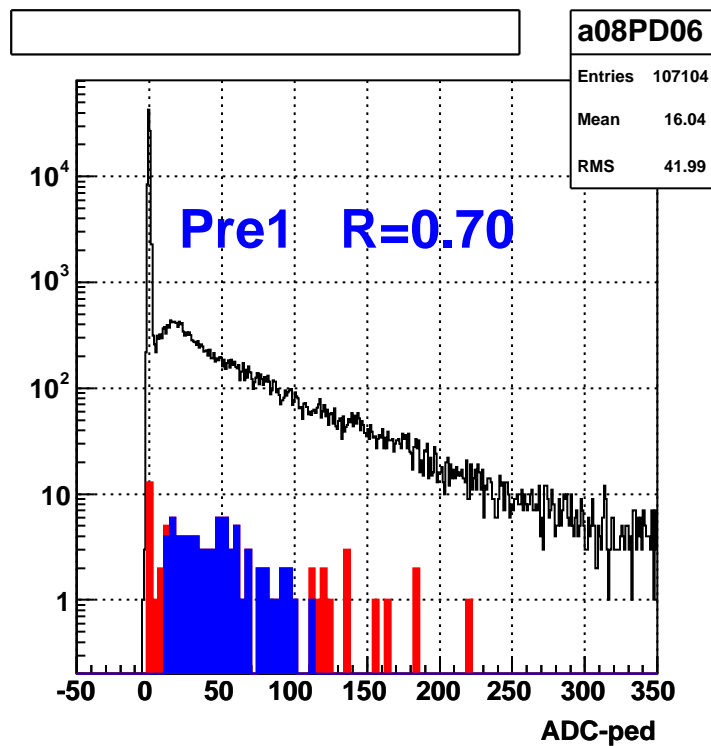 a08PD06
Entries 107104
Mean 16.04
RMS 41.99
Pre1 R=0.70
10^4
10^3
10^2
10
1
-50 0 50 100 150 200 250 300 350
ADC-ped